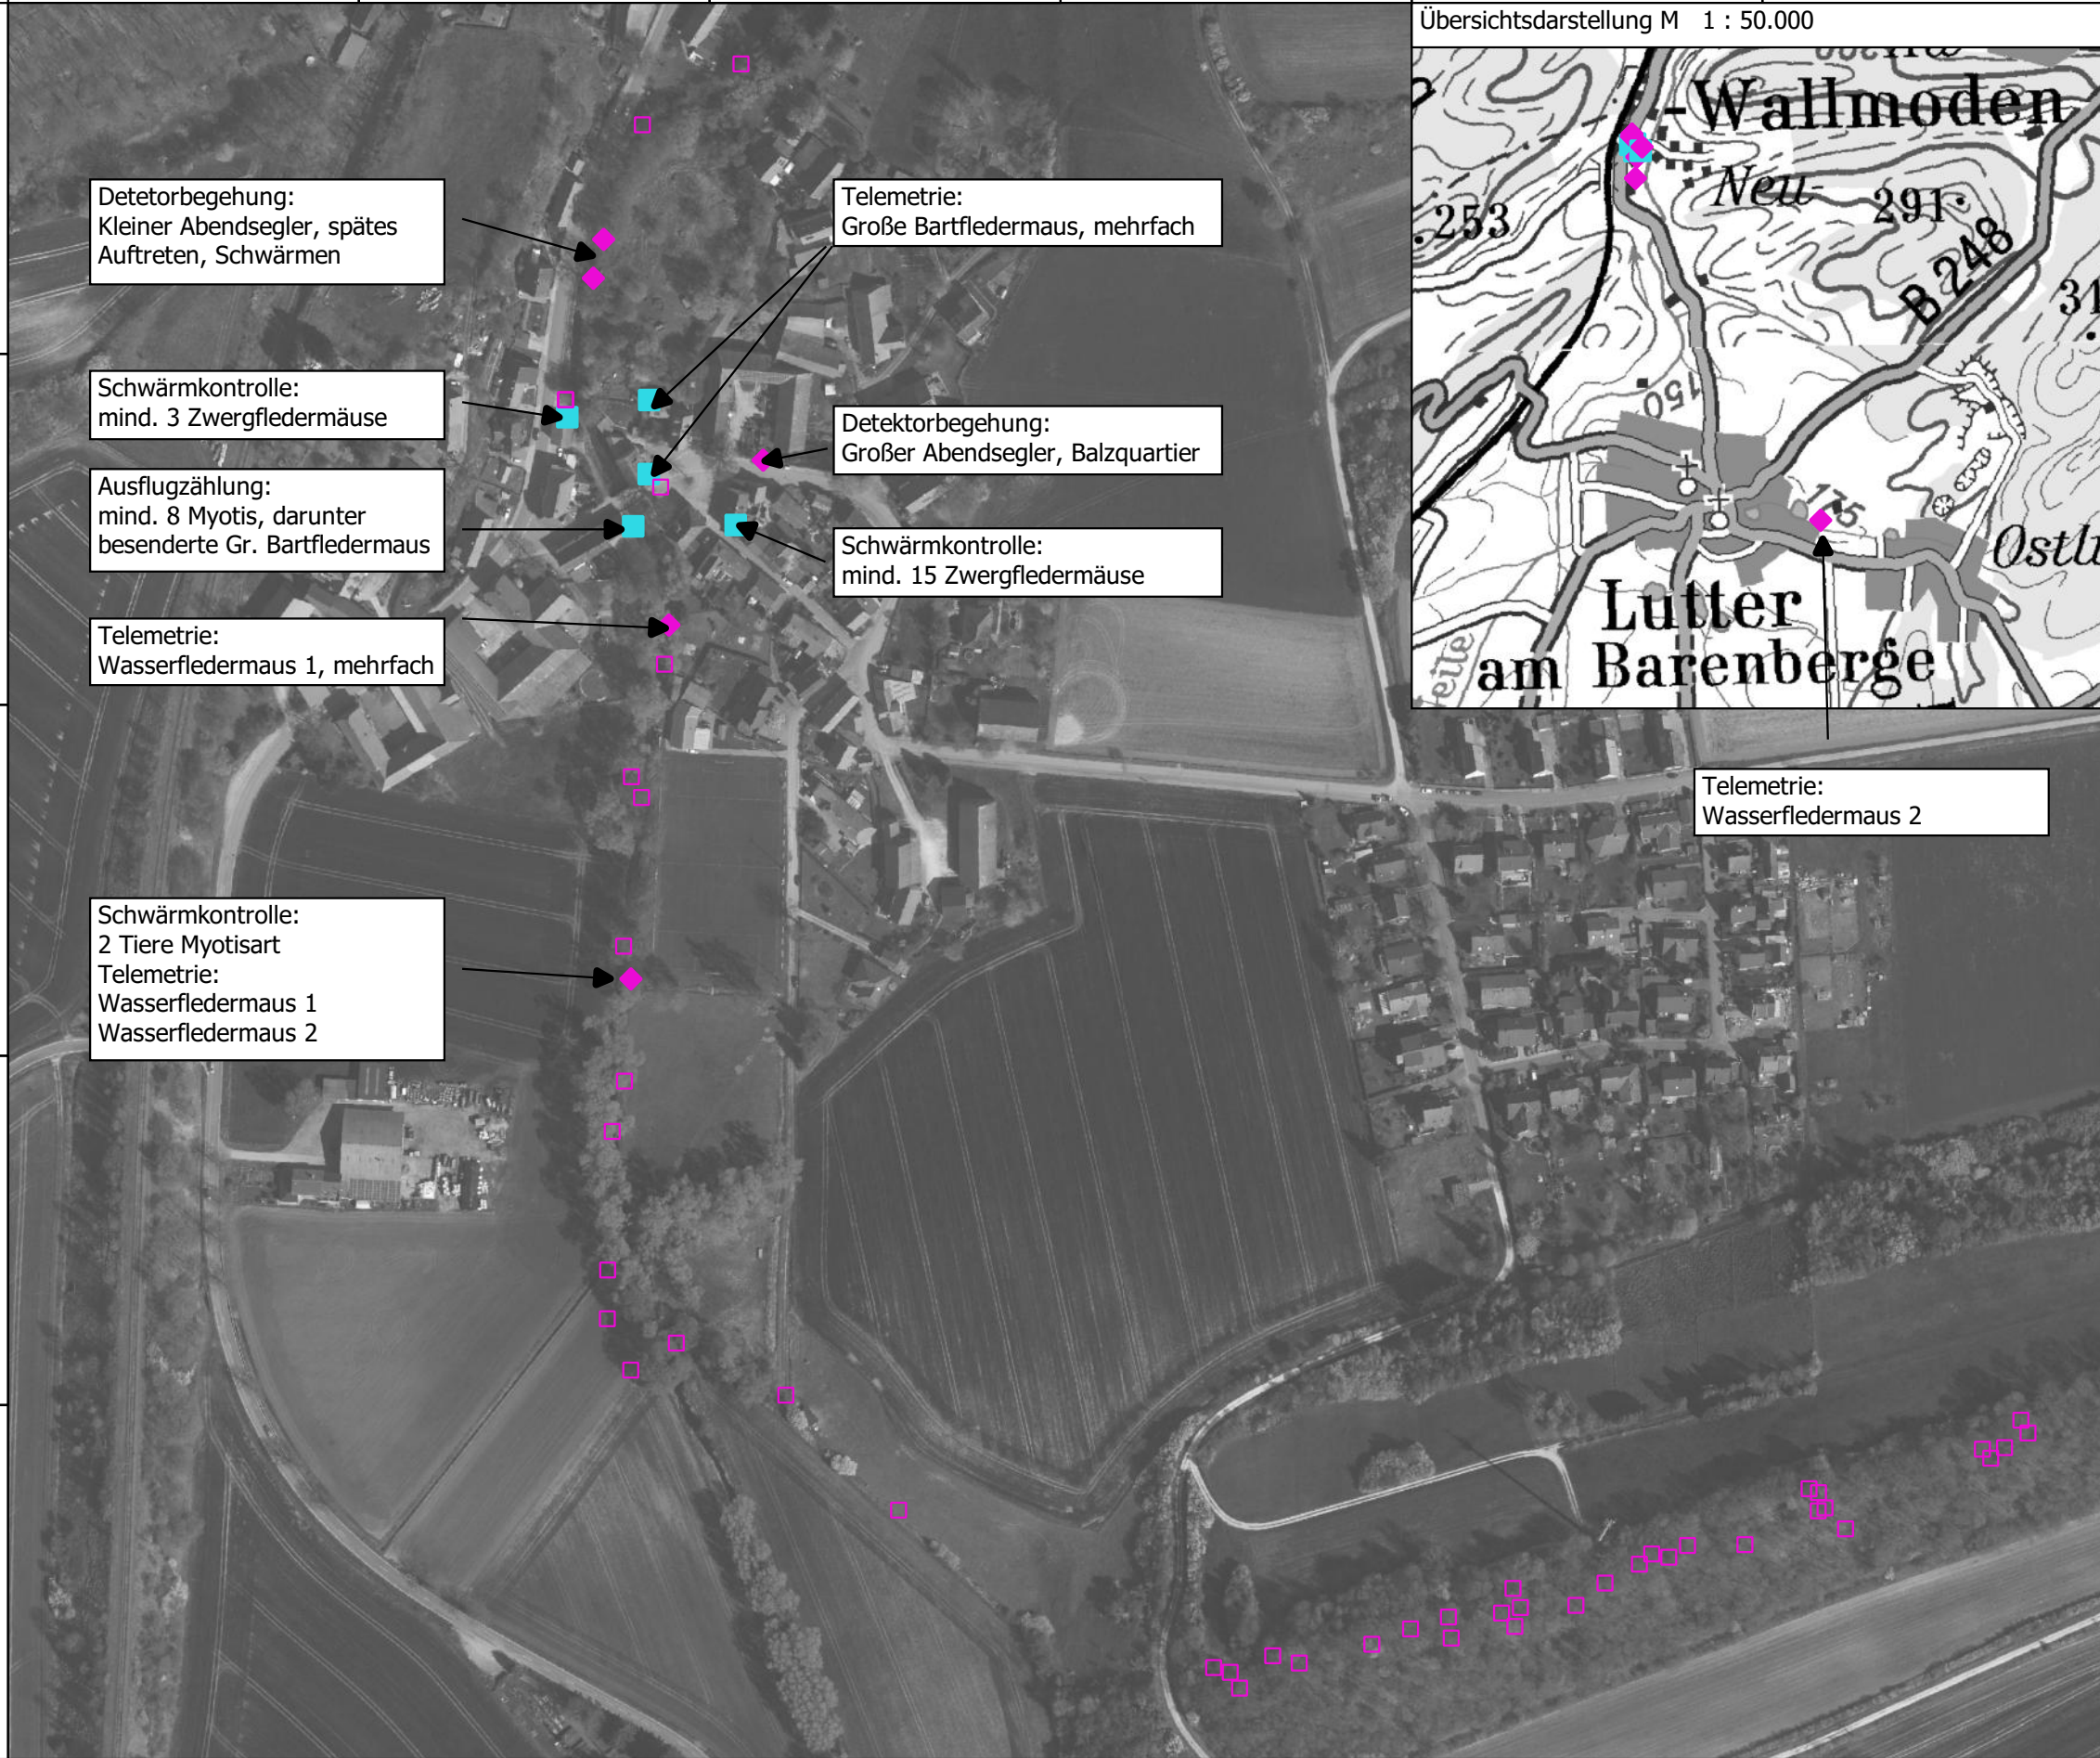 Übersichtsdarstellung M 1 : 50.000
-Wallmoden
Neu-
291
.253
B 248
31
150
175
Lutter
am Barenberge
Detetorbegehung:
Kleiner Abendsegler, spätes
Auftreten, Schwärmen
Telemetrie:
Große Bartfledermaus, mehrfach
Schwärmkontrolle:
mind. 3 Zwergfledermäuse
Detektorbegehung:
Großer Abendsegler, Balzquartier
Ausflugzählung:
mind. 8 Myotis, darunter
besenderte Gr. Bartfledermaus
Schwärmkontrolle:
mind. 15 Zwergfledermäuse
Telemetrie:
Wasserfledermaus 1, mehrfach
Telemetrie:
Wasserfledermaus 2
Schwärmkontrolle:
2 Tiere Myotisart
Telemetrie:
Wasserfledermaus 1
Wasserfledermaus 2